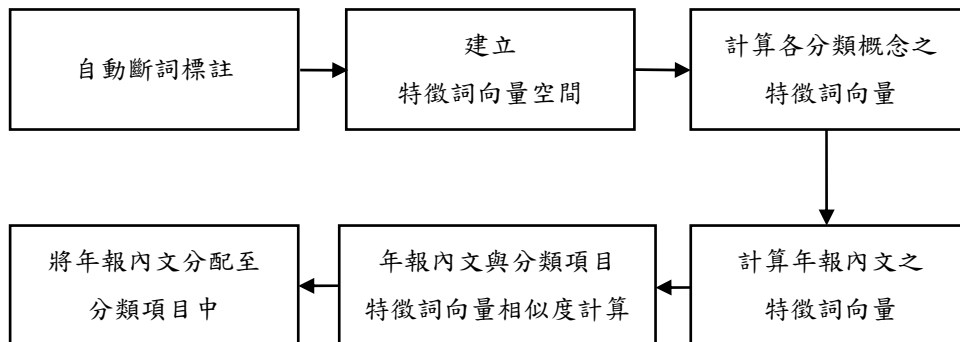 自動斷詞標註
建立
特徵詞向量空間
計算各分類概念之
特徵詞向量
計算年報內文之
特徵詞向量
年報內文與分類項目
特徵詞向量相似度計算
將年報內文分配至
分類項目中